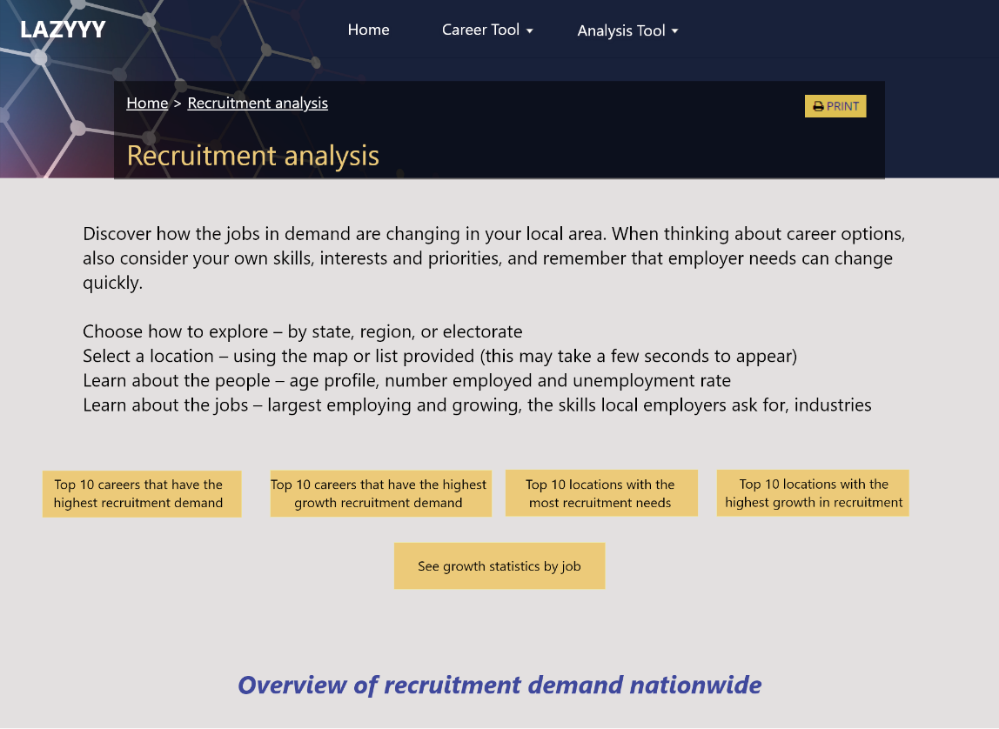 LAZYYY
Home
Career Tool
Analysis Tool
Home > Recruitment analysis
PRINT
Recruitment analysis
Discover how the jobs in demand are changing in your local area. When thinking about career options,
also consider your own skills, interests and priorities, and remember that employer needs can change
quickly.
Choose how to explore – by state, region, or electorate
Select a location – using the map or list provided (this may take a few seconds to appear)
Learn about the people – age profile, number employed and unemployment rate
Learn about the jobs – largest employing and growing, the skills local employers ask for, industries
Top 10 careers that have the
highest recruitment demand
Top 10 careers that have the highest
growth recruitment demand
Top 10 locations with the
most recruitment needs
Top 10 locations with the
highest growth in recruitment
See growth statistics by job
Overview of recruitment demand nationwide